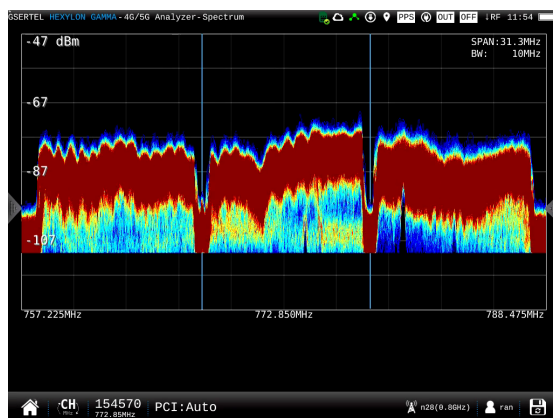 GSERTEL HEXYLON GAMMA-4G/5G Analyzer-Spectrum PPS OUT OFF ↓RF 11:54
-47 dBm
SPAN:31.3MHz
BW: 10MHz
-67
-87
-107
757.225MHz 772.850MHz 788.475MHz
CH 154570 PCI:Auto n28(0.8GHz) ran
MHz 772.85MHz